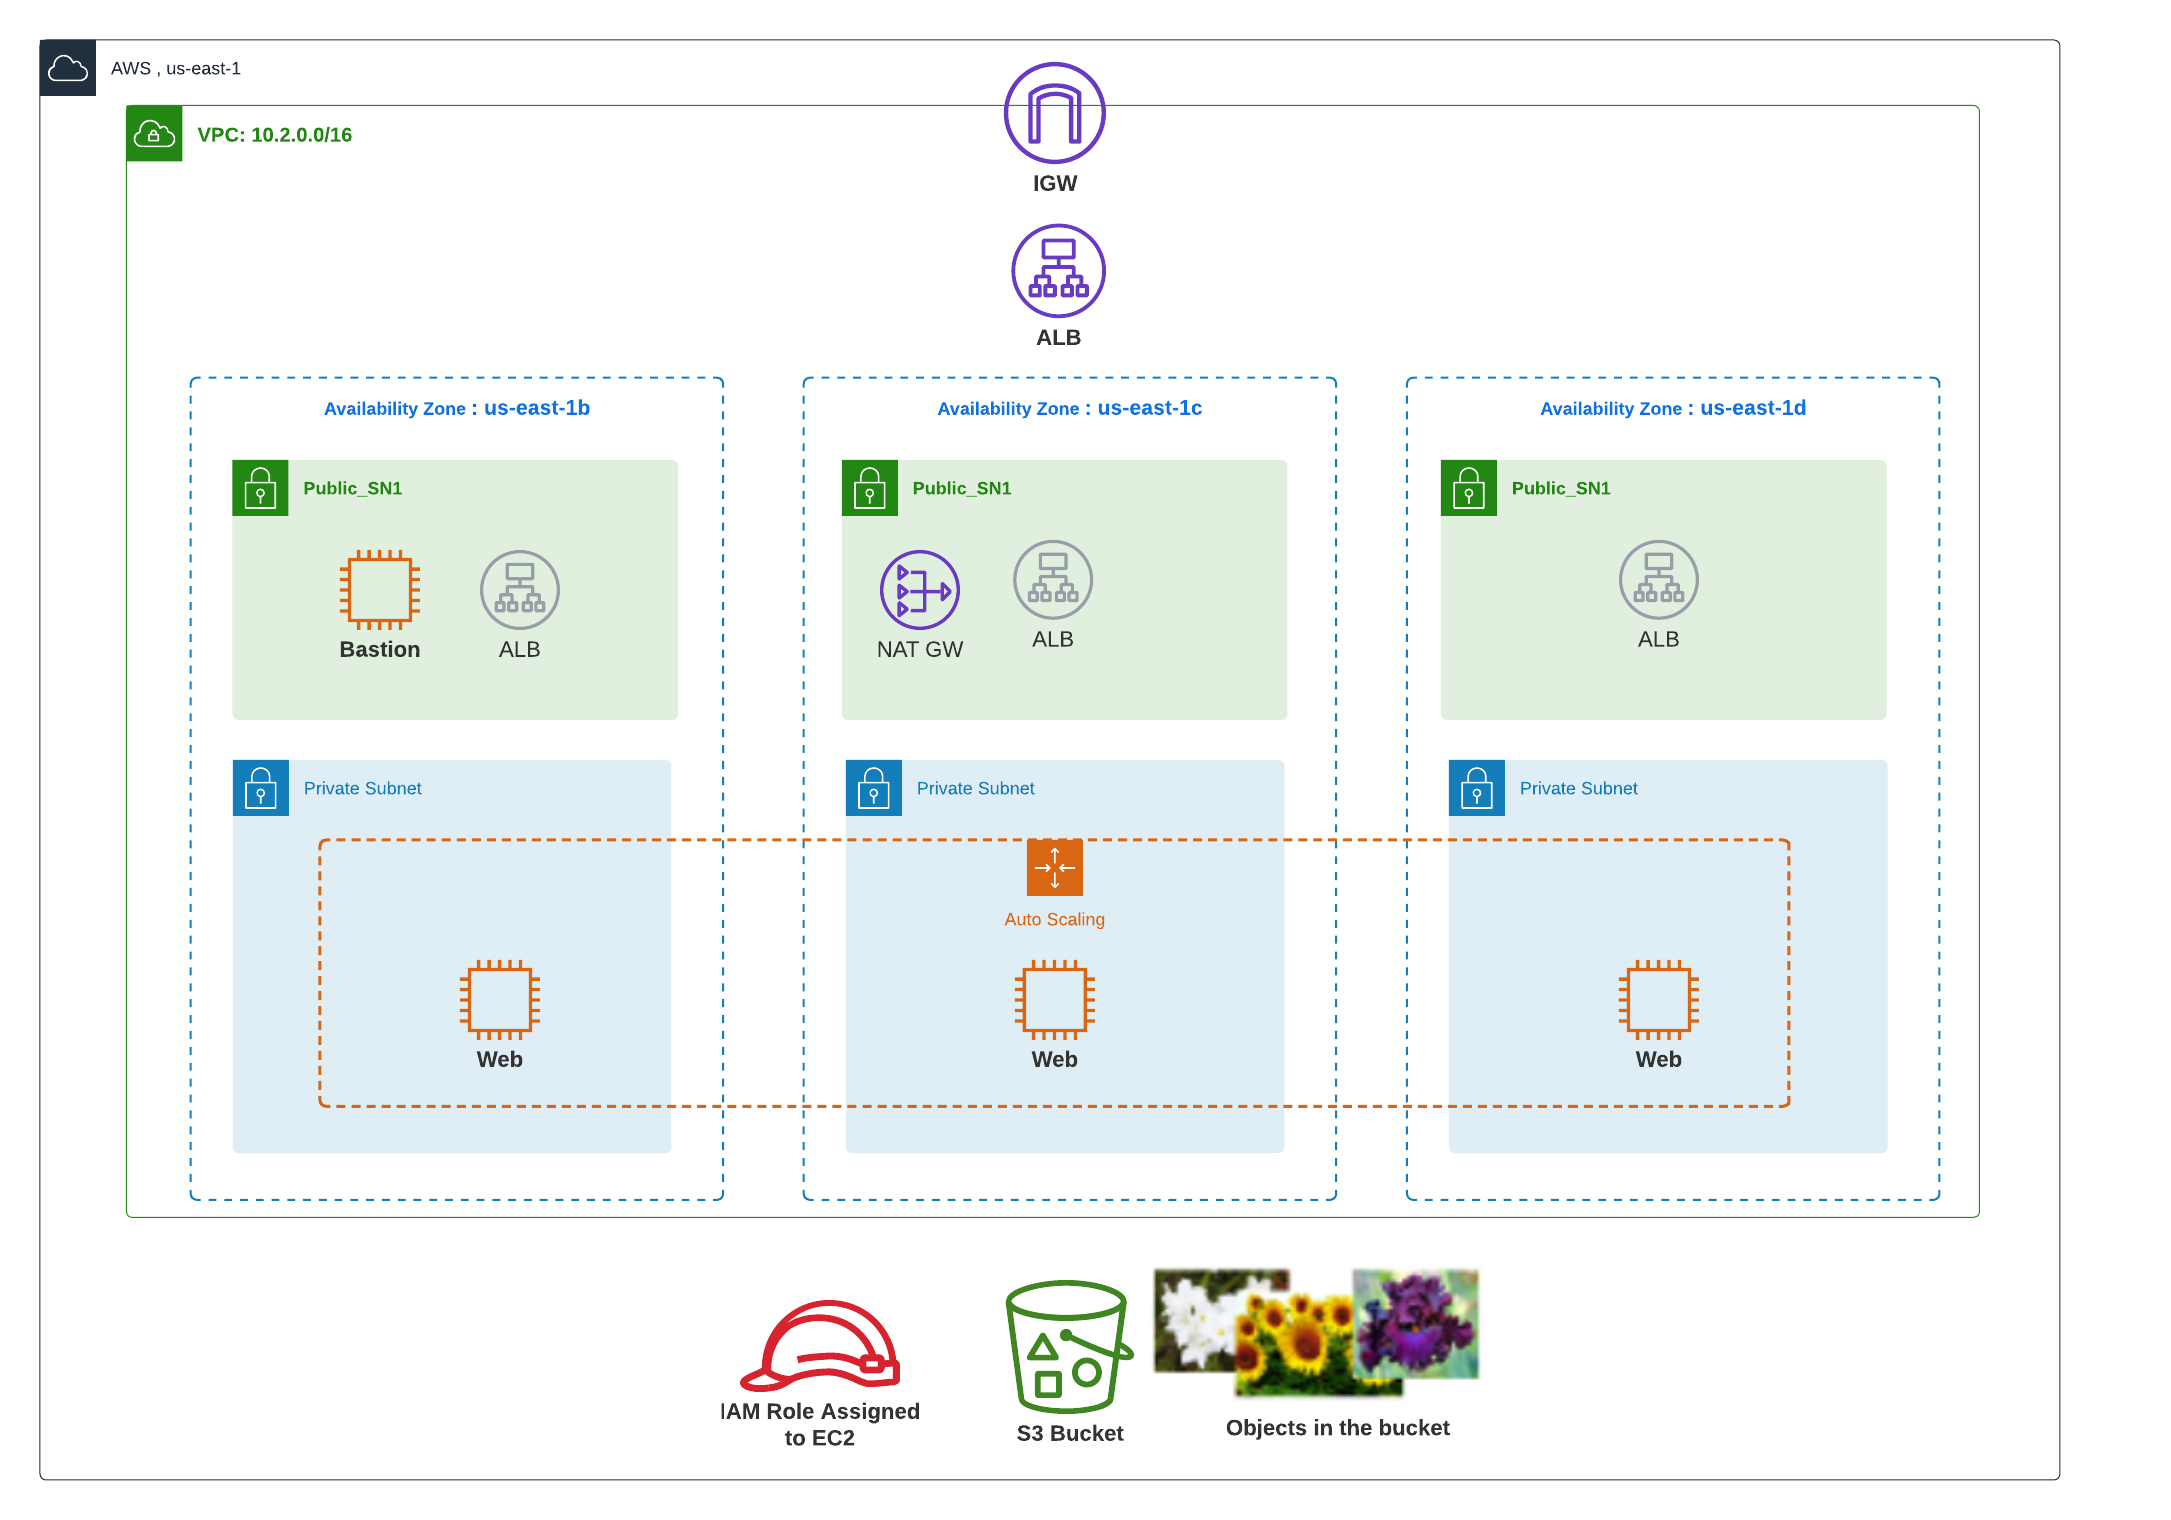 AWS , us-east-1
VPC: 10.2.0.0/16
IGW
ALB
Availability Zone : us-east-1b
Availability Zone : us-east-1c
Availability Zone : us-east-1d
Public_SN1
Public_SN1
Public_SN1
Bastion
ALB
NAT GW
ALB
ALB
Private Subnet
Private Subnet
Private Subnet
Auto Scaling
Web
Web
Web
IAM Role Assigned
to EC2
S3 Bucket
Objects in the bucket